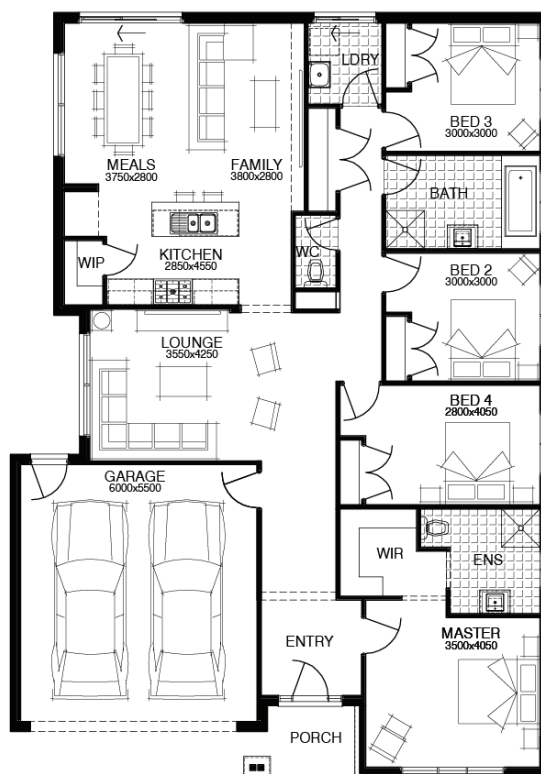 LDRY
BED 3
3000x3000
MEALS
3750x2800
FAMILY
3800x2800
BATH
WC
KITCHEN
2850x4550
WIP
BED 2
3000x3000
LOUNGE
3550x4250
BED 4
2800x4050
GARAGE
6000x5500
WIR
ENS
ENTRY
MASTER
3500x4050
PORCH